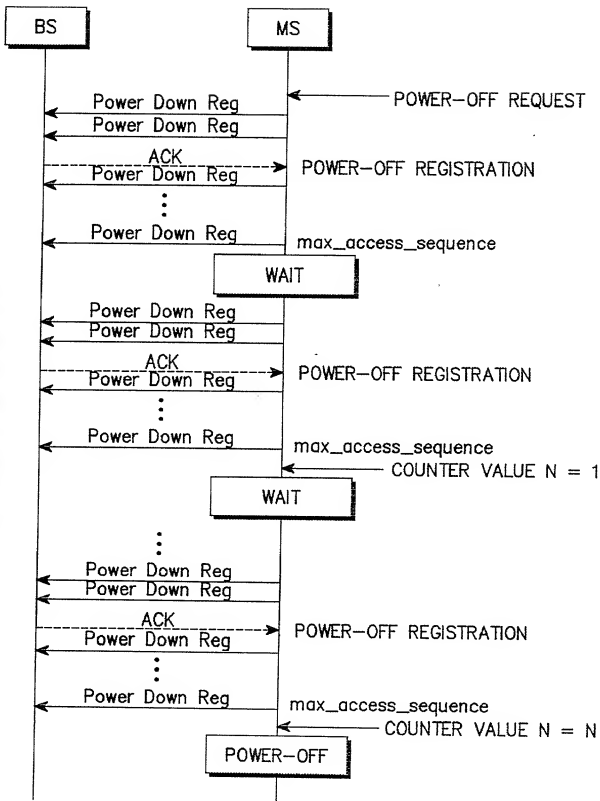 BS
MS
POWER-OFF REQUEST
Power Down Reg
Power Down Reg
ACK
POWER-OFF REGISTRATION
Power Down Reg
Power Down Reg
max_access_sequence
WAIT
Power Down Reg
Power Down Reg
ACK
POWER-OFF REGISTRATION
Power Down Reg
Power Down Reg
max_access_sequence
COUNTER VALUE N = 1
WAIT
Power Down Reg
Power Down Reg
ACK
POWER-OFF REGISTRATION
Power Down Reg
Power Down Reg
max_access_sequence
COUNTER VALUE N = N
POWER-OFF